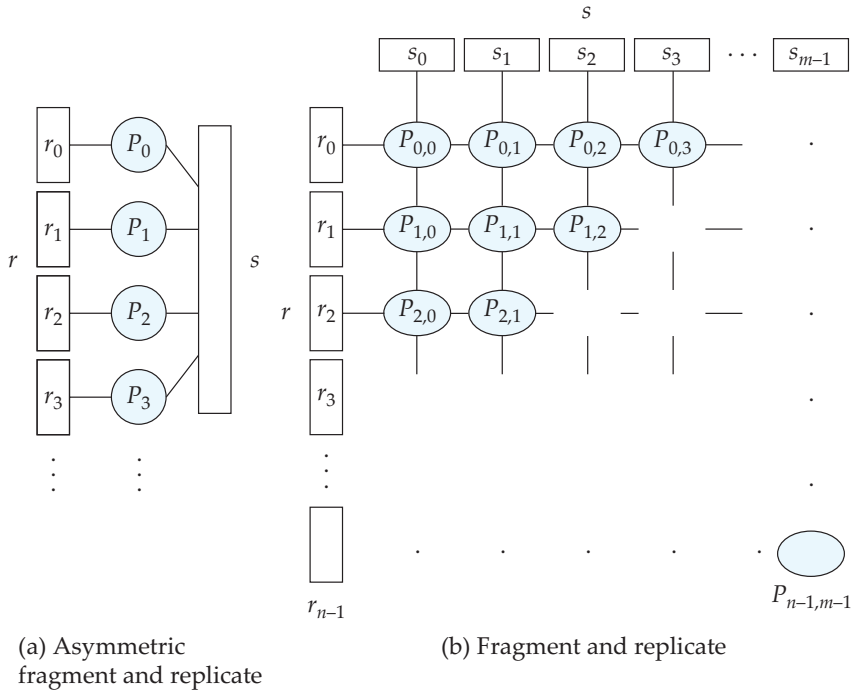 s
s0 s1 s2 s3 ... sm–1
r0 P0
r1 P1
r2 P2
r3 P3
r
s
r0 P0,0 P0,1 P0,2 P0,3
r1 P1,0 P1,1 P1,2
r2 P2,0 P2,1
r3
r
rn–1
Pn–1,m–1
(a) Asymmetric
fragment and replicate
(b) Fragment and replicate